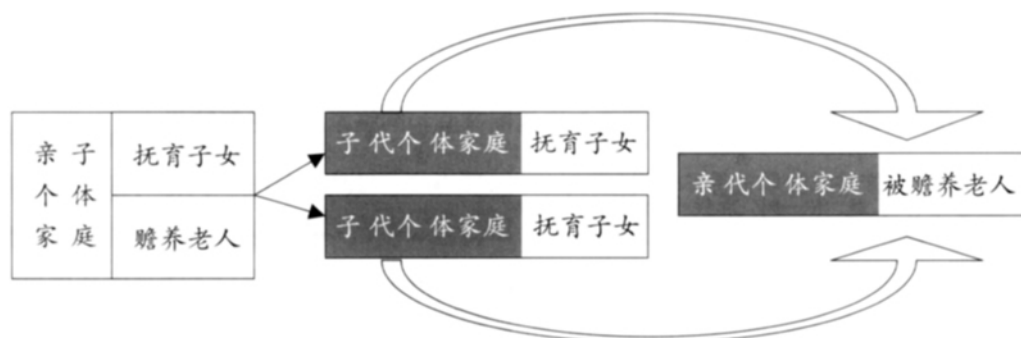 亲子
个体
家庭
抚育子女
赡养老人
子代个体家庭
抚育子女
子代个体家庭
抚育子女
亲代个体家庭
被赡养老人